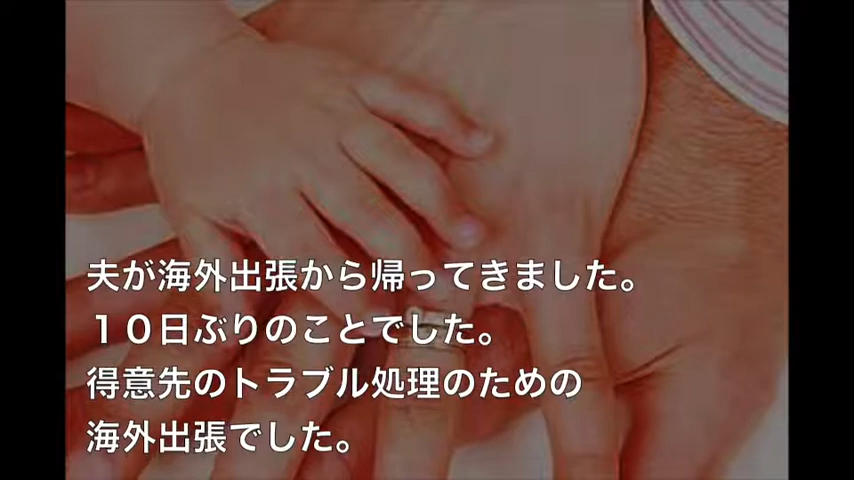 夫が海外出張から帰ってきました。
１０日ぶりのことでした。
得意先のトラブル処理のための
海外出張でした。